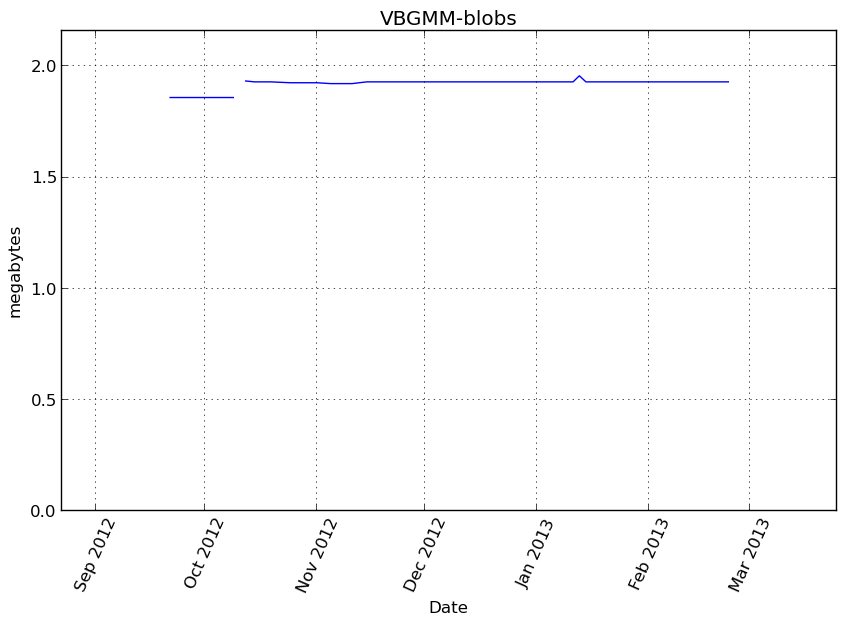 VBGMM-blobs
2.0
1.5
1.0
0.5
0.0
megabytes
Sep 2012
Oct 2012
Nov 2012
Dec 2012
Jan 2013
Feb 2013
Mar 2013
Date